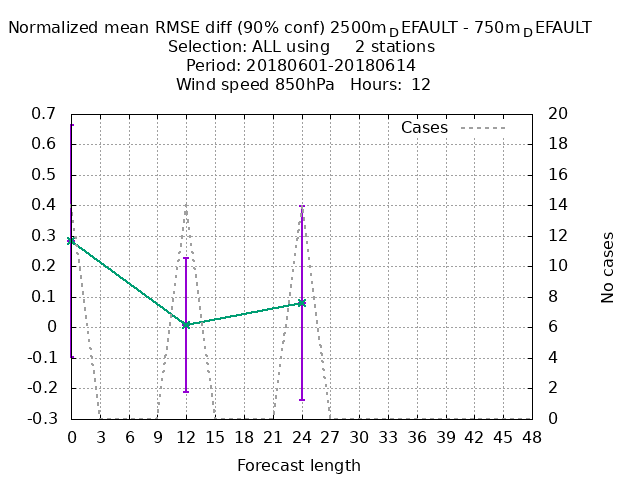 Normalized mean RMSE diff (90% conf) 2500m_DEFAULT - 750m_DEFAULT
Selection: ALL using 2 stations
Period: 20180601-20180614
Wind speed 850hPa Hours: 12
Cases
0.7
0.6
0.5
0.4
0.3
0.2
0.1
0
-0.1
-0.2
-0.3
20
18
16
14
12
10
8
6
4
2
0
No cases
0 3 6 9 12 15 18 21 24 27 30 33 36 39 42 45 48
Forecast length